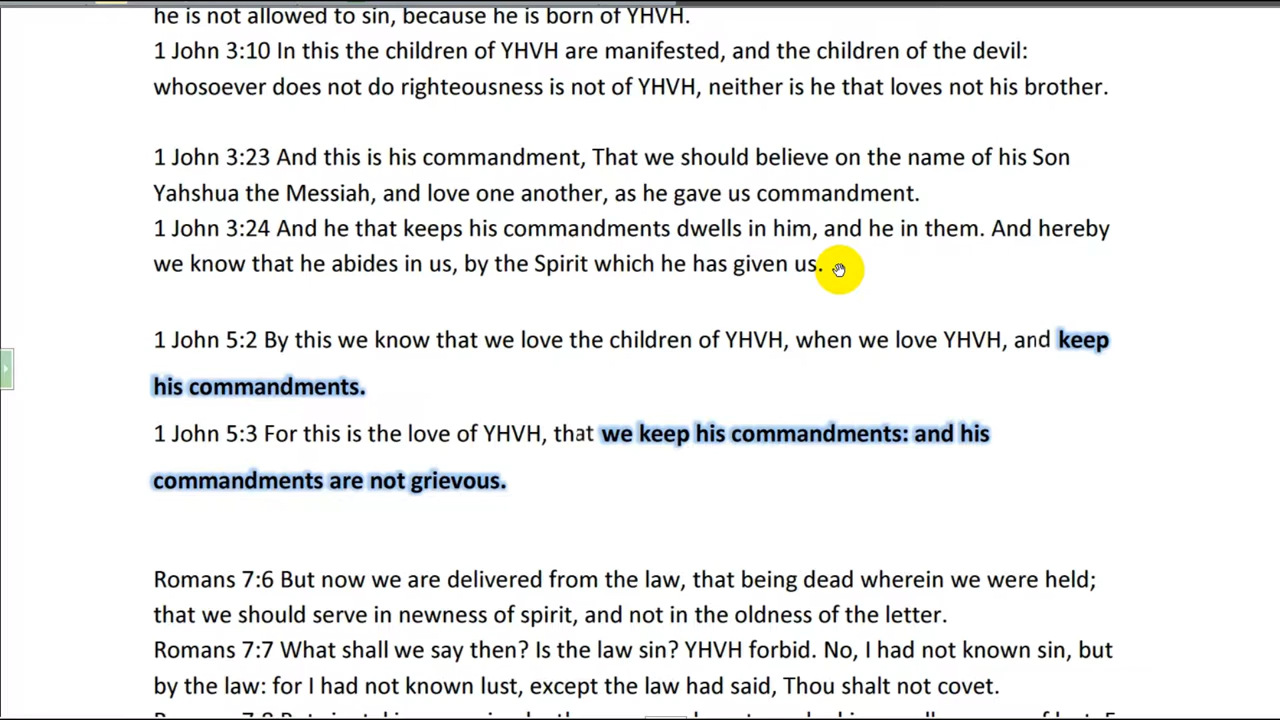 he is not allowed to sin, because he is born of YHVH.
1 John 3:10 In this the children of YHVH are manifested, and the children of the devil:
whosoever does not do righteousness is not of YHVH, neither is he that loves not his brother.
1 John 3:23 And this is his commandment, That we should believe on the name of his Son
Yahshua the Messiah, and love one another, as he gave us commandment.
1 John 3:24 And he that keeps his commandments dwells in him, and he in them. And hereby
we know that he abides in us, by the Spirit which he has given us.
1 John 5:2 By this we know that we love the children of YHVH, when we love YHVH, and keep
his commandments.
1 John 5:3 For this is the love of YHVH, that we keep his commandments: and his
commandments are not grievous.
Romans 7:6 But now we are delivered from the law, that being dead wherein we were held;
that we should serve in newness of spirit, and not in the oldness of the letter.
Romans 7:7 What shall we say then? Is the law sin? YHVH forbid. No, I had not known sin, but
by the law: for I had not known lust, except the law had said, Thou shalt not covet.